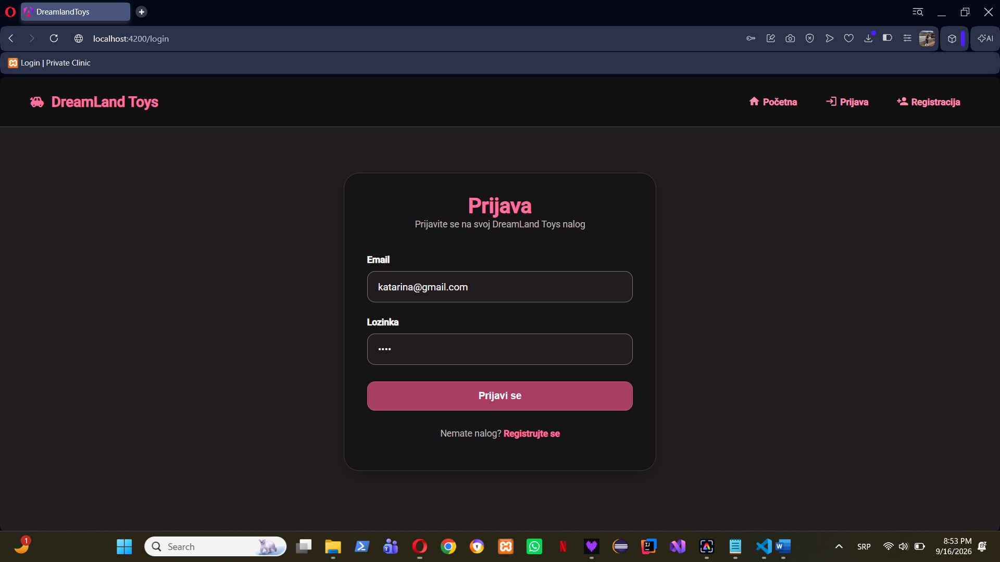 DreamlandToys
localhost:4200/login
AI
Login | Private Clinic
DreamLand Toys
Početna
Prijava
Registracija
Prijava
Prijavite se na svoj DreamLand Toys nalog
Email
katarina@gmail.com
Lozinka
••••
Prijavi se
Nemate nalog? Registrujte se
1
Search
SRP
8:53 PM
9/16/2026